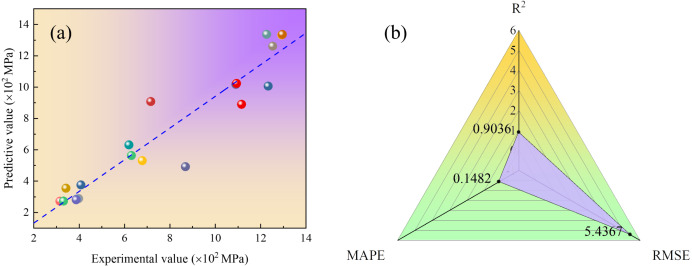 (a)
Predictive value (×10² MPa)
14
12
10
8
6
4
2
2 4 6 8 10 12 14
Experimental value (×10² MPa)
(b)
R²
6
5
4
3
2
1
0.9036
0.1482
5.4367
MAPE
RMSE